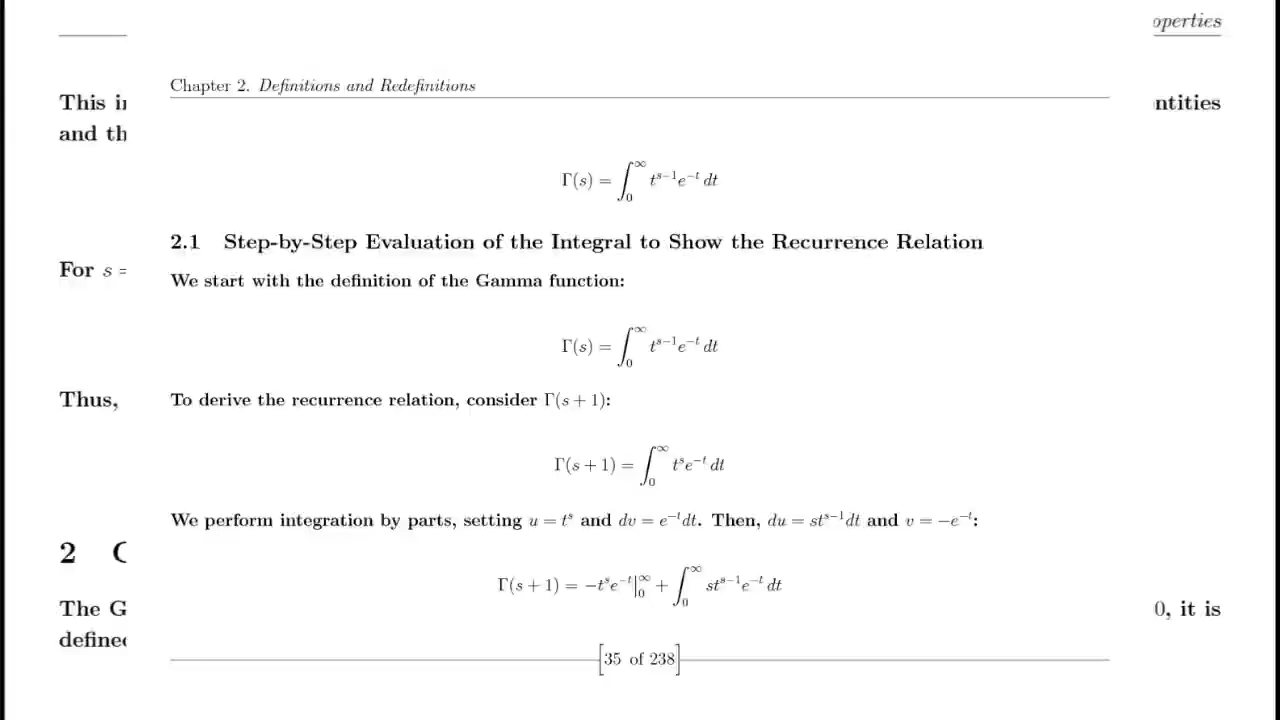 operties
Chapter 2. Definitions and Redefinitions
This i ntities
and th
Γ(s) = ∫₀^∞ t^{s−1}e^{−t} dt
2.1 Step-by-Step Evaluation of the Integral to Show the Recurrence Relation
For s =
We start with the definition of the Gamma function:
Γ(s) = ∫₀^∞ t^{s−1}e^{−t} dt
Thus,
To derive the recurrence relation, consider Γ(s + 1):
Γ(s + 1) = ∫₀^∞ t^s e^{−t} dt
We perform integration by parts, setting u = t^s and dv = e^{−t}dt. Then, du = st^{s−1}dt and v = −e^{−t}:
2
Γ(s + 1) = −t^s e^{−t}|₀^∞ + ∫₀^∞ st^{s−1}e^{−t} dt
The G 0, it is
define
[35 of 238]